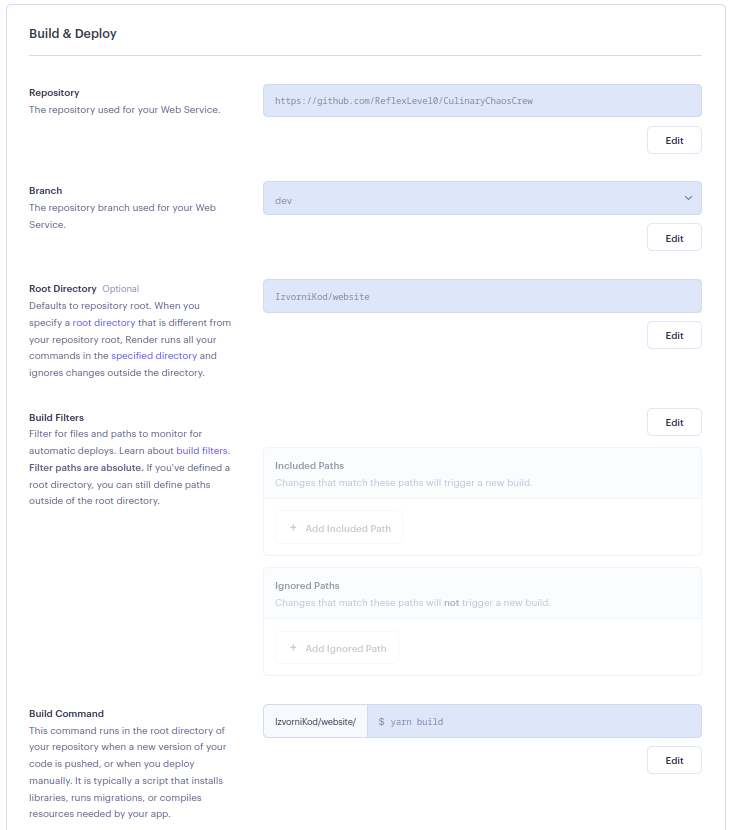 Build & Deploy
Repository
The repository used for your Web Service.
https://github.com/ReflexLevel0/CulinaryChaosCrew
Edit
Branch
The repository branch used for your Web
Service.
dev
Edit
Root Directory Optional
Defaults to repository root. When you
specify a root directory that is different from
your repository root, Render runs all your
commands in the specified directory and
ignores changes outside the directory.
IzvorniKod/website
Edit
Build Filters
Filter for files and paths to monitor for
automatic deploys. Learn about build filters.
Filter paths are absolute. If you've defined a
root directory, you can still define paths
outside of the root directory.
Edit
Included Paths
Changes that match these paths will trigger a new build.
+ Add Included Path
Ignored Paths
Changes that match these paths will not trigger a new build.
+ Add Ignored Path
Build Command
This command runs in the root directory of
your repository when a new version of your
code is pushed, or when you deploy
manually. It is typically a script that installs
libraries, runs migrations, or compiles
resources needed by your app.
IzvorniKod/website/ $ yarn build
Edit